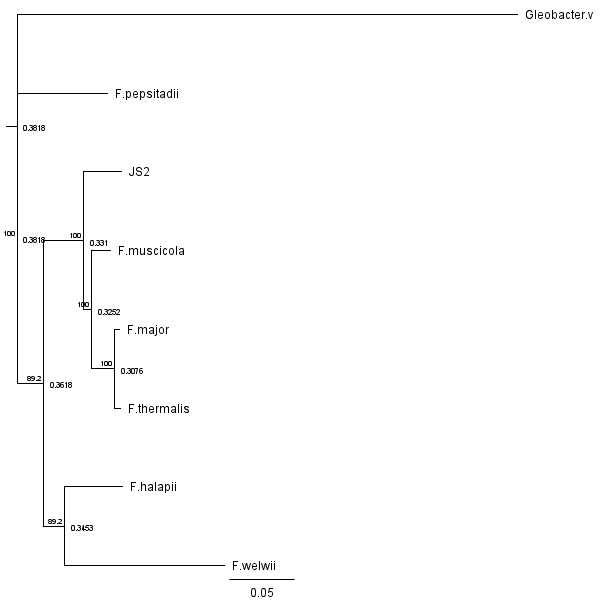 Gleobacter.v
F.pepsitadii
0.3818
JS2
100
0.3818
100
0.331
F.muscicola
100
0.3252
F.major
100
0.3076
89.2
0.3618
F.thermalis
F.halapii
89.2
0.3453
F.welwii
0.05